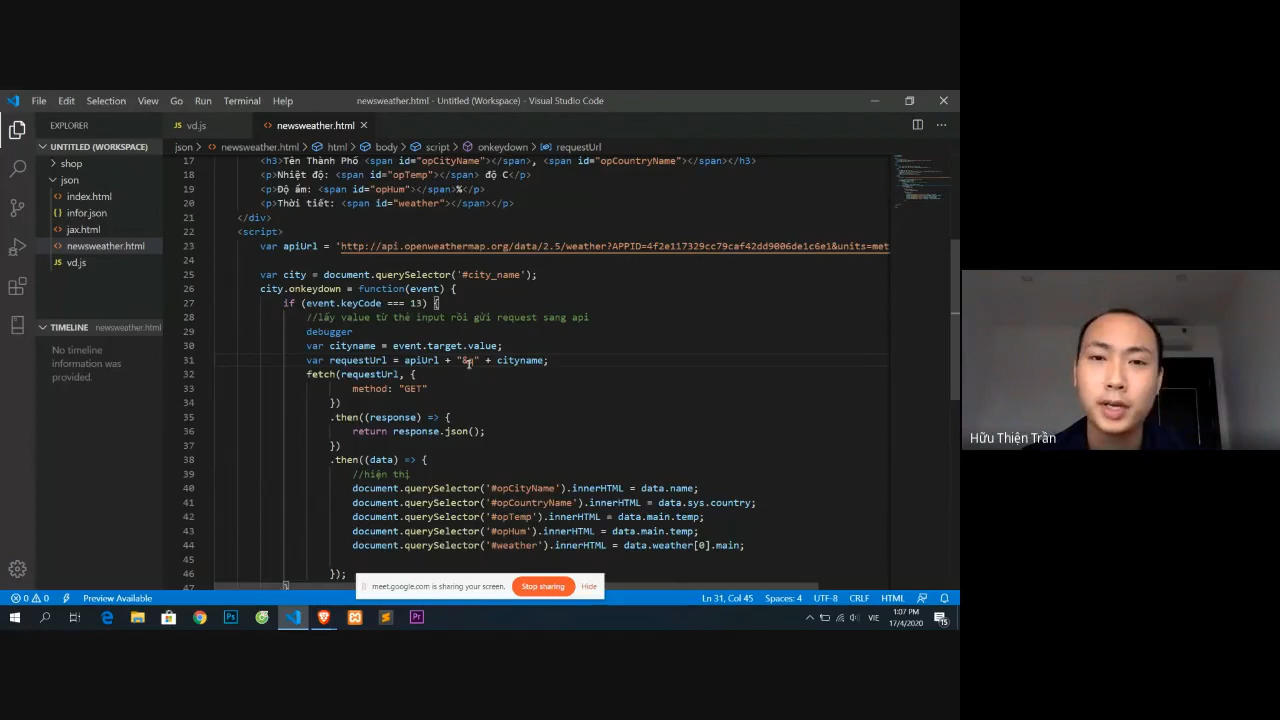 File Edit Selection View Go Run Terminal Help
newsweather.html - Untitled (Workspace) - Visual Studio Code
EXPLORER
vd.js
newsweather.html
UNTITLED (WORKSPACE)
json > newsweather.html > html > body > script > onkeydown > requestUrl
shop
json
index.html
infor.json
jax.html
newsweather.html
vd.js
TIMELINE newsweather.html
No timeline
information was
provided.
17 <h3>Tên Thành Phố <span id="opCityName"></span>, <span id="opCountryName"></span></h3>
18 <p>Nhiệt độ: <span id="opTemp"></span> độ C</p>
19 <p>Độ ẩm: <span id="opHum"></span>%</p>
20 <p>Thời tiết: <span id="weather"></span></p>
21 </div>
22 <script>
23 var apiUrl = 'http://api.openweathermap.org/data/2.5/weather?APPID=4f2e117329cc79caf42dd9006de1c6e1&units=met
24
25 var city = document.querySelector('#city_name');
26 city.onkeydown = function(event) {
27 if (event.keyCode === 13) {
28 //lấy value từ thẻ input rồi gửi request sang api
29 debugger
30 var cityname = event.target.value;
31 var requestUrl = apiUrl + "&q" + cityname;
32 fetch(requestUrl, {
33 method: "GET"
34 })
35 .then((response) => {
36 return response.json();
37 })
38 .then((data) => {
39 //hiện thị
40 document.querySelector('#opCityName').innerHTML = data.name;
41 document.querySelector('#opCountryName').innerHTML = data.sys.country;
42 document.querySelector('#opTemp').innerHTML = data.main.temp;
43 document.querySelector('#opHum').innerHTML = data.main.temp;
44 document.querySelector('#weather').innerHTML = data.weather[0].main;
45
46 });
47 }
meet.google.com is sharing your screen. Stop sharing Hide
0 0 Preview Available
Ln 31, Col 45 Spaces: 4 UTF-8 CRLF HTML
VIE
1:07 PM
17/4/2020
15
Hữu Thiện Trần